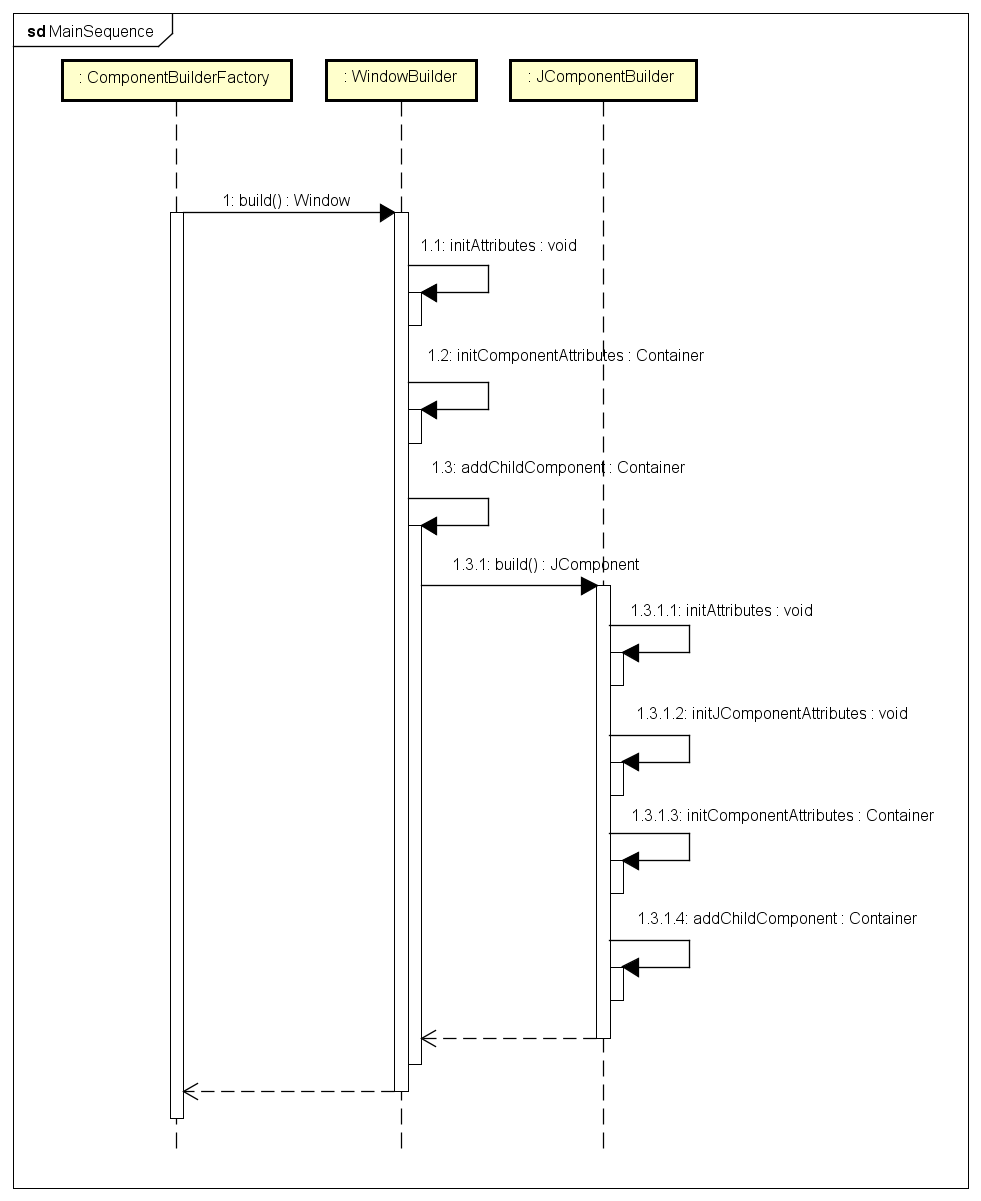 sd MainSequence
: ComponentBuilderFactory
: WindowBuilder
: JComponentBuilder
1: build() : Window
1.1: initAttributes : void
1.2: initComponentAttributes : Container
1.3: addChildComponent : Container
1.3.1: build() : JComponent
1.3.1.1: initAttributes : void
1.3.1.2: initJComponentAttributes : void
1.3.1.3: initComponentAttributes : Container
1.3.1.4: addChildComponent : Container